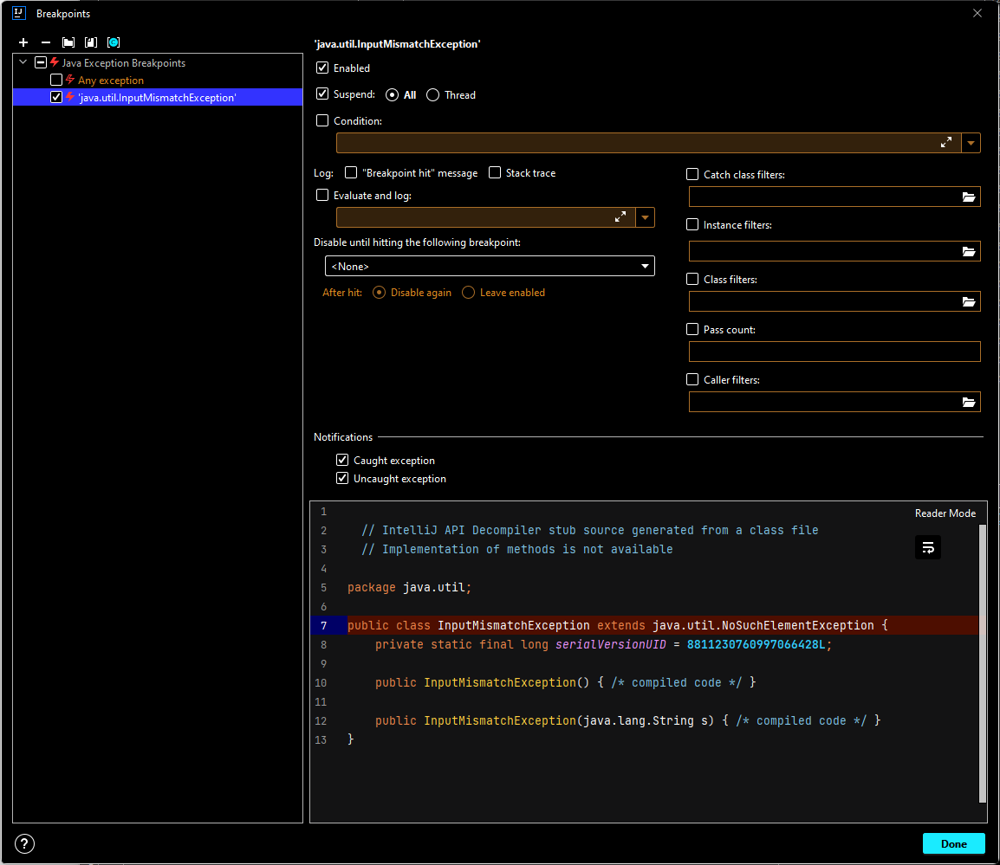 IJ
Breakpoints
Java Exception Breakpoints
Any exception
'java.util.InputMismatchException'
'java.util.InputMismatchException'
Enabled
Suspend: All Thread
Condition:
Log: "Breakpoint hit" message Stack trace
Evaluate and log:
Disable until hitting the following breakpoint:
<None>
After hit: Disable again Leave enabled
Catch class filters:
Instance filters:
Class filters:
Pass count:
Caller filters:
Notifications
Caught exception
Uncaught exception
Reader Mode
1
2 // IntelliJ API Decompiler stub source generated from a class file
3 // Implementation of methods is not available
4
5 package java.util;
6
7 public class InputMismatchException extends java.util.NoSuchElementException {
8 private static final long serialVersionUID = 8811230760997066428L;
9
10 public InputMismatchException() { /* compiled code */ }
11
12 public InputMismatchException(java.lang.String s) { /* compiled code */ }
13 }
?
Done